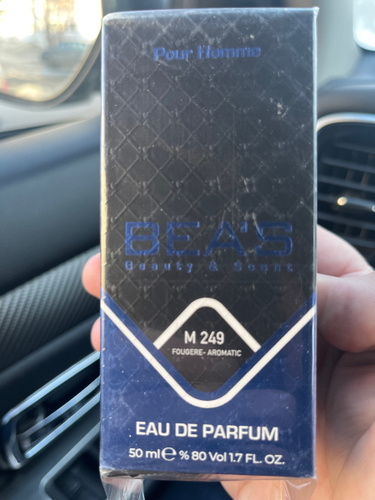 Pour Homme
BEA'S
Beauty & Scent
M 249
FOUGERE- AROMATIC
EAU DE PARFUM
50 ml ℮ % 80 Vol 1.7 FL. OZ.